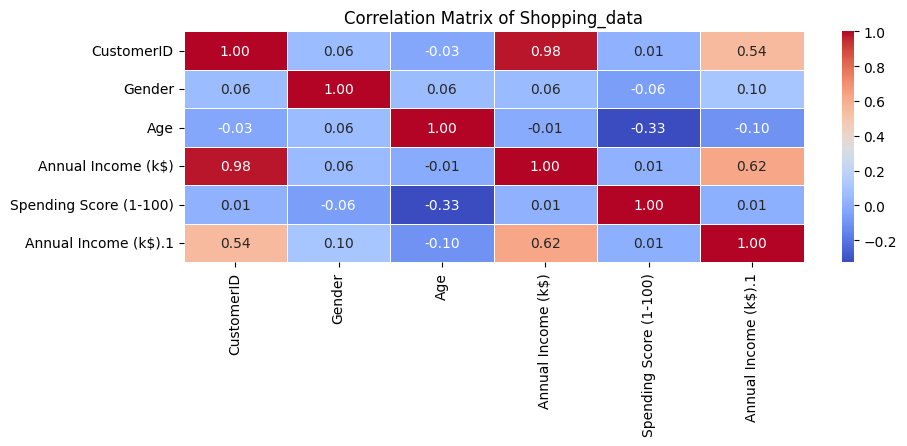 Correlation Matrix of Shopping_data
CustomerID 1.00 0.06 -0.03 0.98 0.01 0.54
Gender 0.06 1.00 0.06 0.06 -0.06 0.10
Age -0.03 0.06 1.00 -0.01 -0.33 -0.10
Annual Income (k$) 0.98 0.06 -0.01 1.00 0.01 0.62
Spending Score (1-100) 0.01 -0.06 -0.33 0.01 1.00 0.01
Annual Income (k$).1 0.54 0.10 -0.10 0.62 0.01 1.00
CustomerID
Gender
Age
Annual Income (k$)
Spending Score (1-100)
Annual Income (k$).1
1.0
0.8
0.6
0.4
0.2
0.0
−0.2